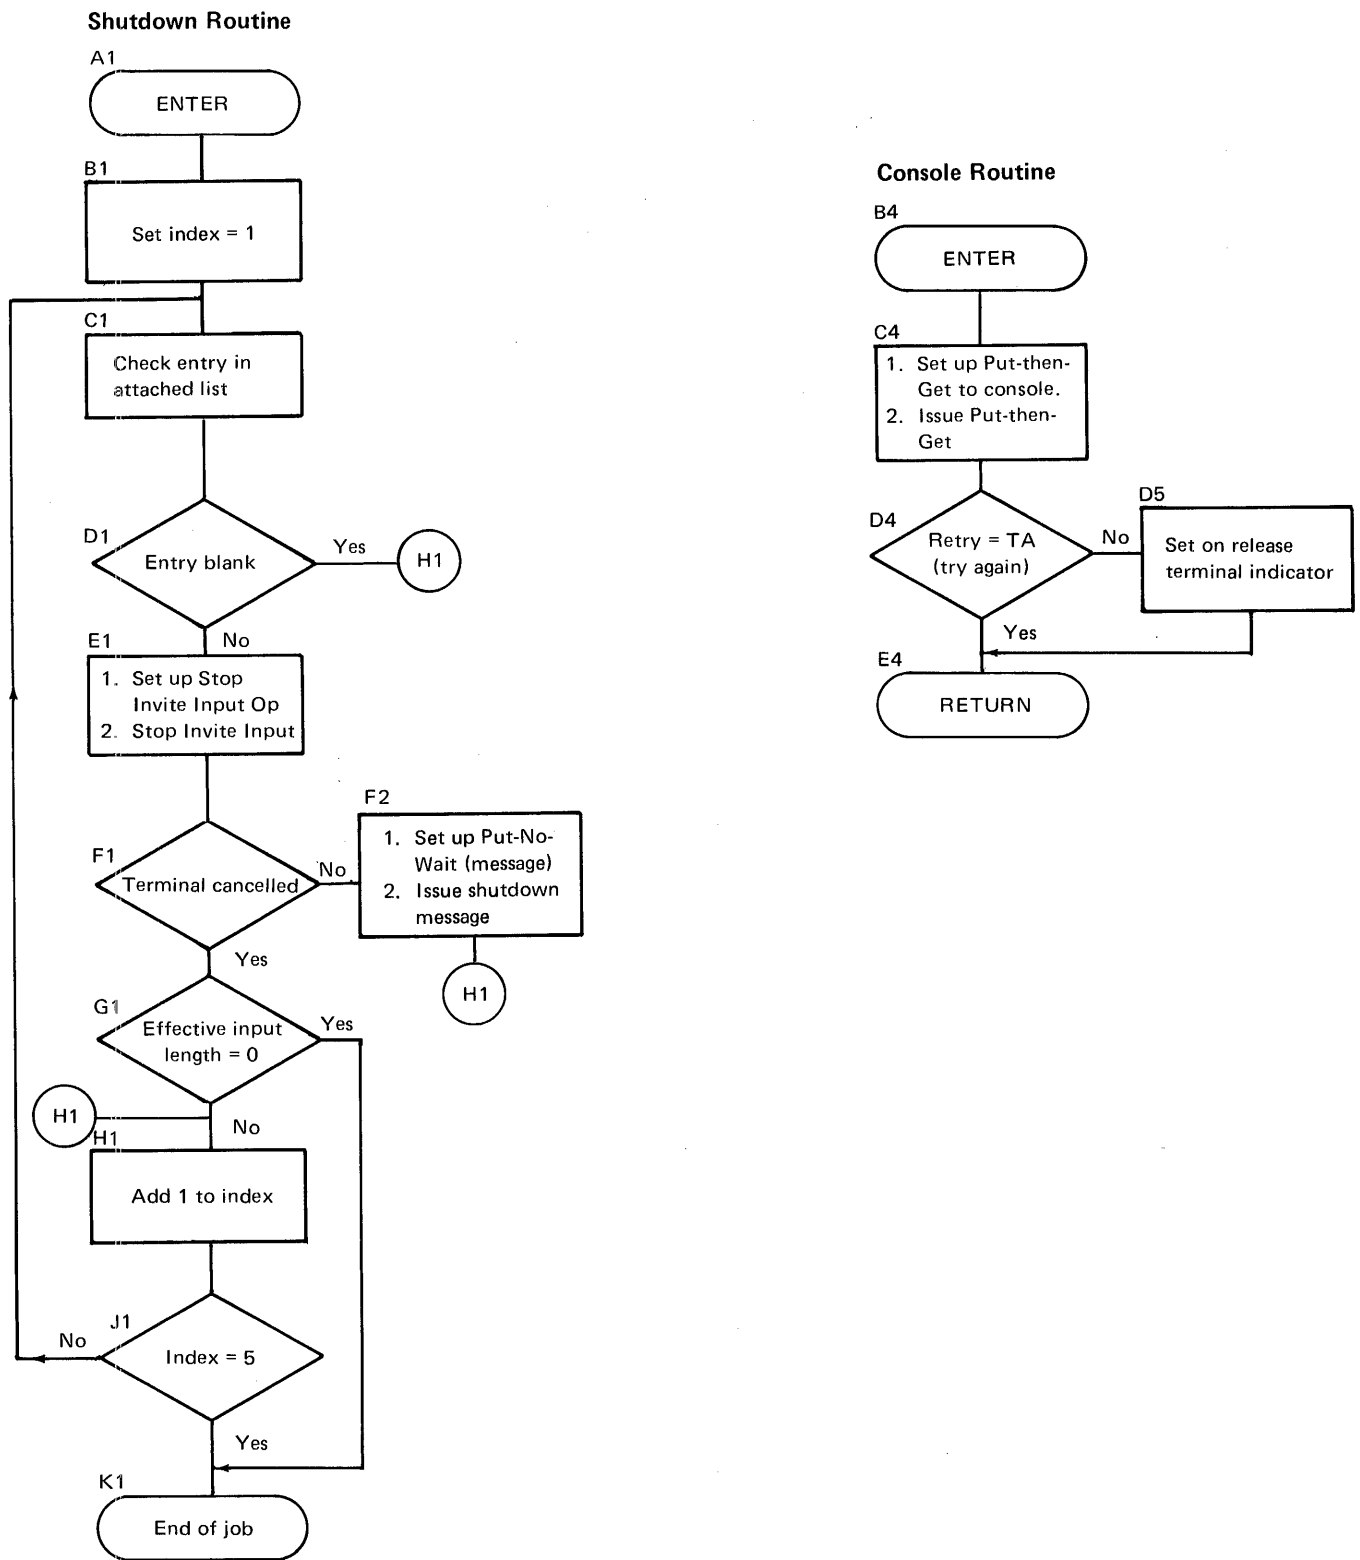 Shutdown Routine
A1
ENTER
B1
Set index = 1
C1
Check entry in
attached list
D1
Entry blank
Yes
H1
No
E1
1. Set up Stop
Invite Input Op
2. Stop Invite Input
F1
Terminal cancelled
No
F2
1. Set up Put-No-
Wait (message)
2. Issue shutdown
message
H1
Yes
G1
Effective input
length = 0
Yes
H1
No
H1
Add 1 to index
J1
No
Index = 5
Yes
K1
End of job
Console Routine
B4
ENTER
C4
1. Set up Put-then-
Get to console.
2. Issue Put-then-
Get
D4
Retry = TA
(try again)
No
D5
Set on release
terminal indicator
Yes
E4
RETURN